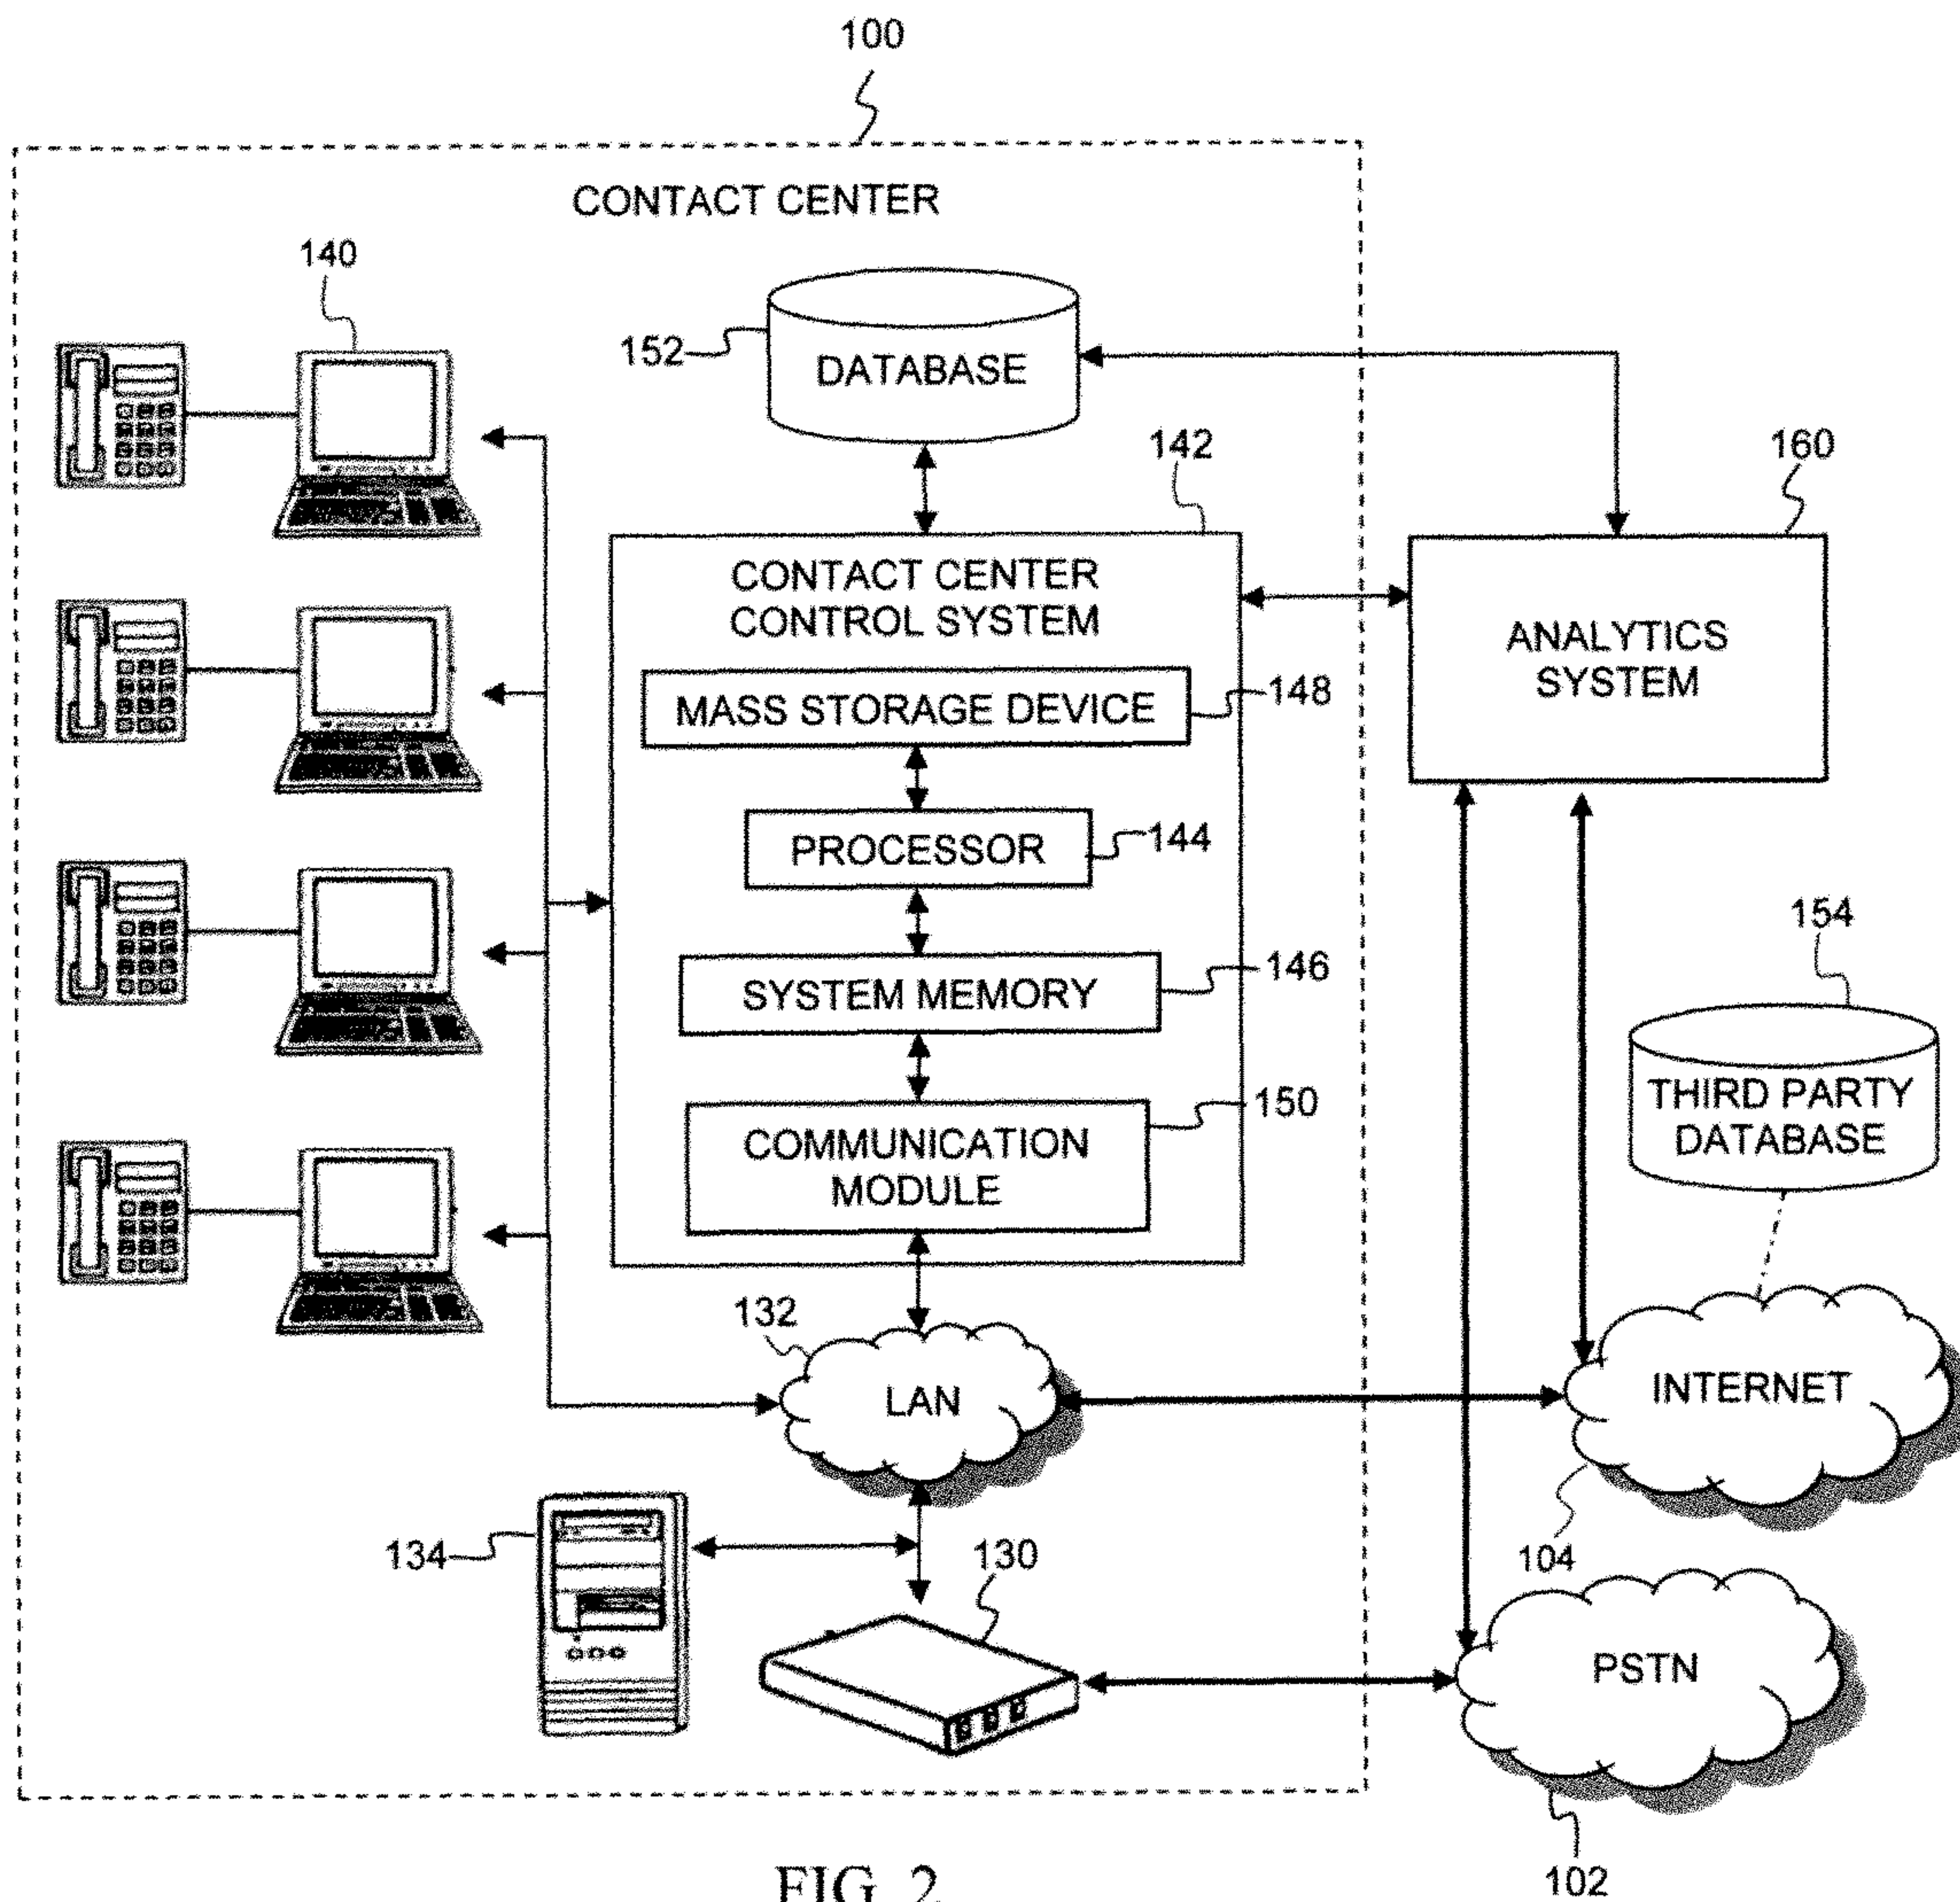 100
CONTACT CENTER
140
152
DATABASE
142
160
CONTACT CENTER
CONTROL SYSTEM
ANALYTICS
SYSTEM
MASS STORAGE DEVICE
148
PROCESSOR
144
154
SYSTEM MEMORY
146
THIRD PARTY
DATABASE
COMMUNICATION
MODULE
150
132
LAN
INTERNET
104
134
130
PSTN
102
FIG. 2